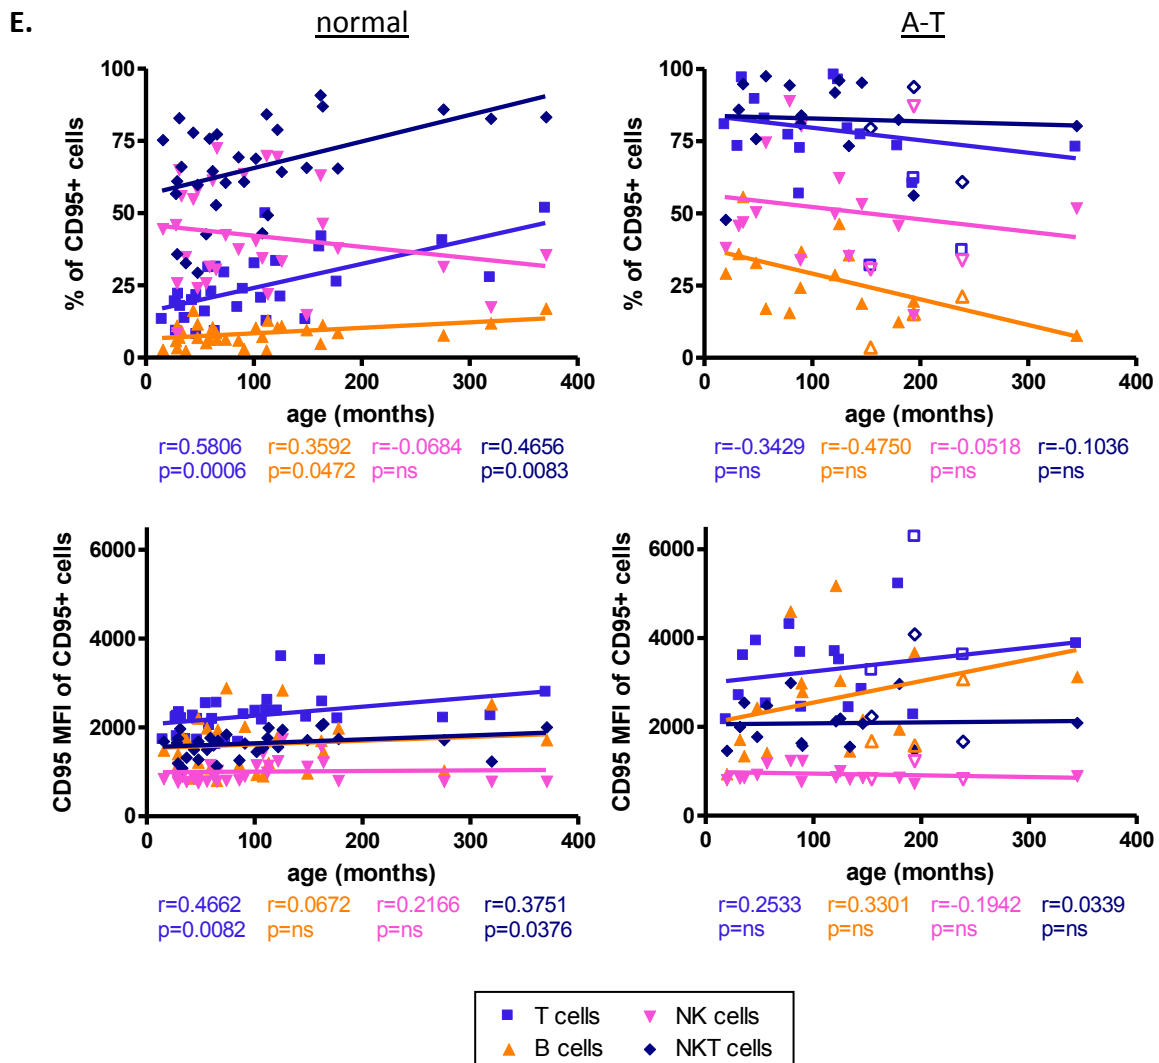 E.
normal
A-T
% of CD95+ cells
100
75
50
25
0
0 100 200 300 400
age (months)
r=0.5806 r=0.3592 r=-0.0684 r=0.4656
p=0.0006 p=0.0472 p=ns p=0.0083
% of CD95+ cells
100
75
50
25
0
0 100 200 300 400
age (months)
r=-0.3429 r=-0.4750 r=-0.0518 r=-0.1036
p=ns p=ns p=ns p=ns
CD95 MFI of CD95+ cells
6000
4000
2000
0
0 100 200 300 400
age (months)
r=0.4662 r=0.0672 r=0.2166 r=0.3751
p=0.0082 p=ns p=ns p=0.0376
CD95 MFI of CD95+ cells
6000
4000
2000
0
0 100 200 300 400
age (months)
r=0.2533 r=0.3301 r=-0.1942 r=0.0339
p=ns p=ns p=ns p=ns
T cells NK cells
B cells NKT cells